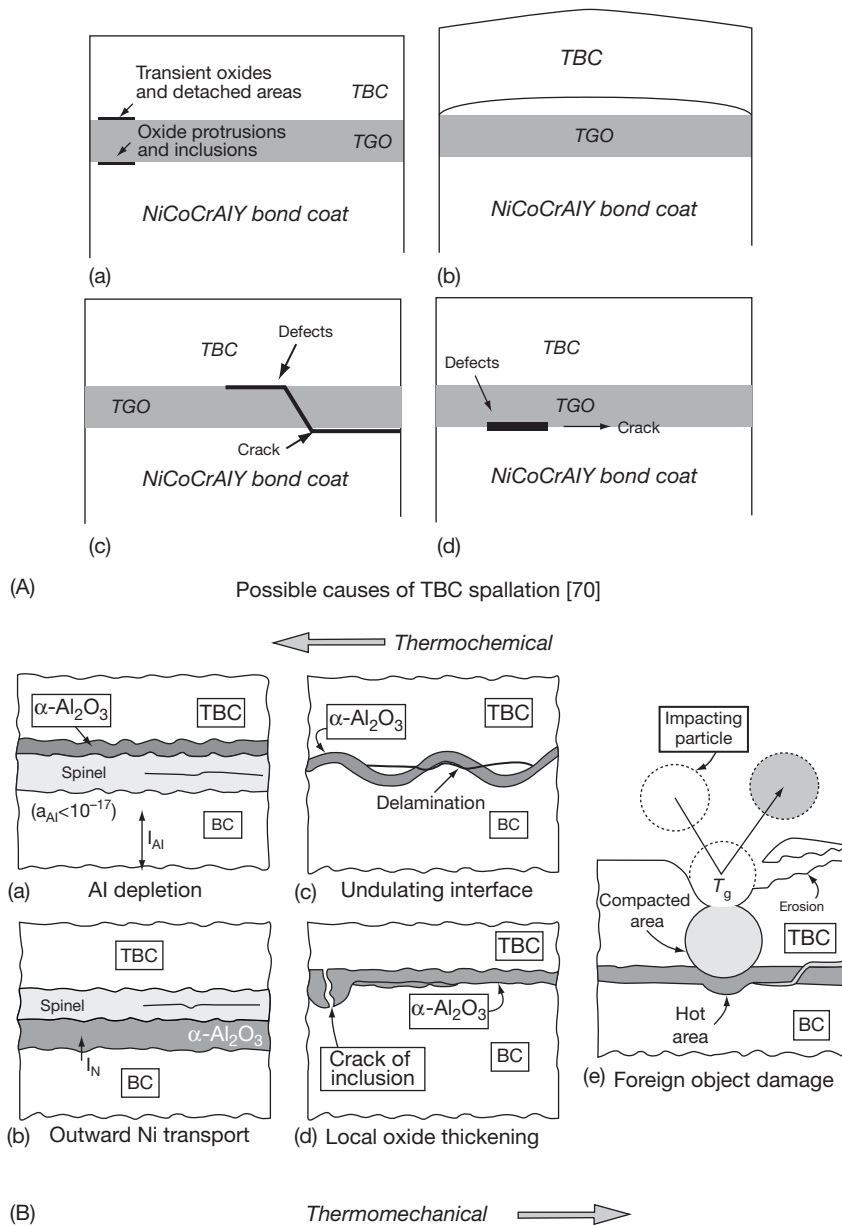 Transient oxides
and detached areas
TBC
Oxide protrusions
and inclusions
TGO
NiCoCrAlY bond coat
(a)
TBC
TGO
NiCoCrAlY bond coat
(b)
Defects
TBC
TGO
Crack
NiCoCrAlY bond coat
(c)
TBC
Defects
TGO
Crack
NiCoCrAlY bond coat
(d)
(A)
Possible causes of TBC spallation [70]
Thermochemical
α-Al₂O₃
TBC
Spinel
(aAl<10⁻¹⁷)
IAl
BC
(a)
Al depletion
α-Al₂O₃
TBC
Delamination
BC
(c)
Undulating interface
TBC
Spinel
α-Al₂O₃
IN
BC
(b)
Outward Ni transport
TBC
α-Al₂O₃
Crack of
inclusion
BC
(d)
Local oxide thickening
Impacting
particle
Tg
Erosion
Compacted
area
TBC
Hot
area
BC
(e)
Foreign object damage
(B)
Thermomechanical